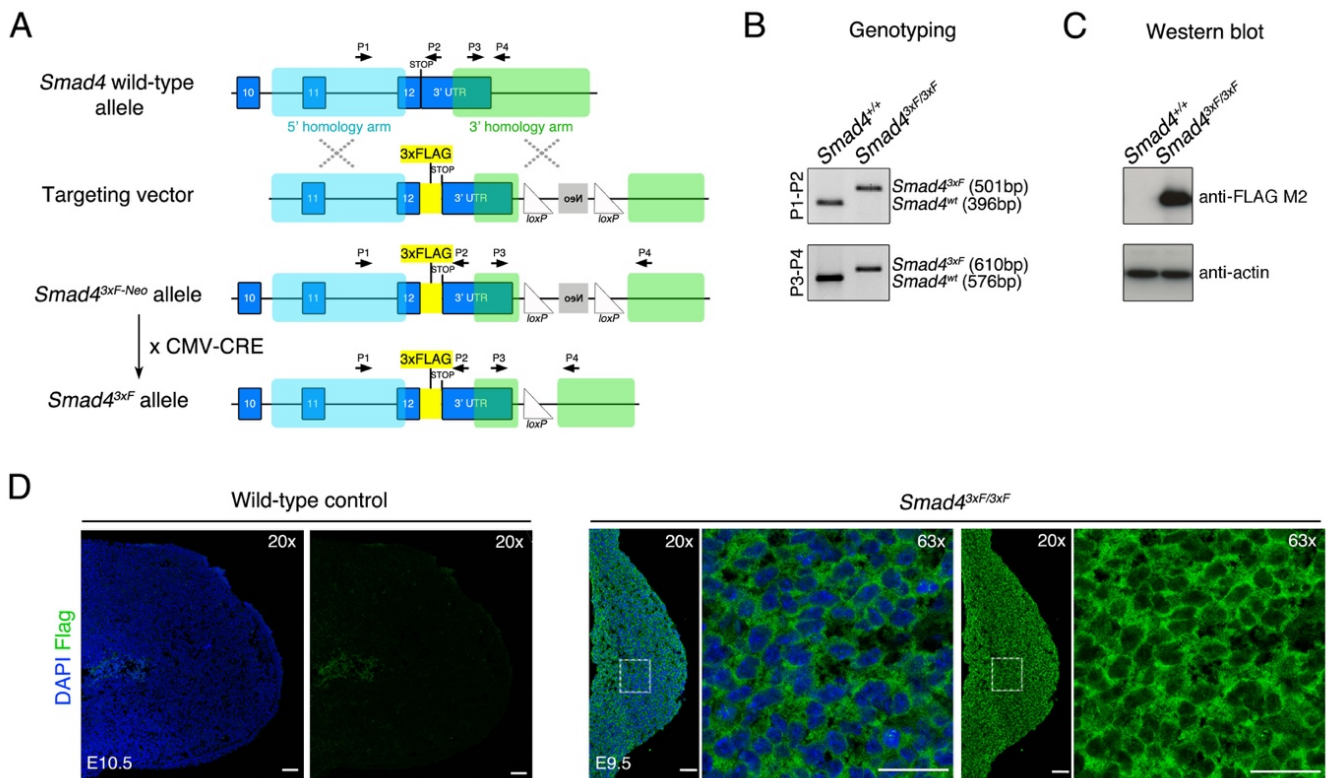 A
P1
P2
P3
P4
STOP
Smad4 wild-type
allele
10
11
12
3' UTR
5' homology arm
3' homology arm
3xFLAG
STOP
Targeting vector
11
12
3' UTR
loxP
Neo
loxP
P1
3xFLAG
P2
P3
P4
STOP
Smad43xF-Neo allele
10
11
12
3' UTR
loxP
Neo
loxP
x CMV-CRE
P1
3xFLAG
P2
P3
P4
STOP
Smad43xF allele
10
11
12
3' UTR
loxP
B
Genotyping
Smad4+/+
Smad43xF/3xF
P1-P2
Smad43xF (501bp)
Smad4wt (396bp)
P3-P4
Smad43xF (610bp)
Smad4wt (576bp)
C
Western blot
Smad4+/+
Smad43xF/3xF
anti-FLAG M2
anti-actin
D
Wild-type control
Smad43xF/3xF
DAPI Flag
20x
20x
20x
63x
20x
63x
E10.5
E9.5